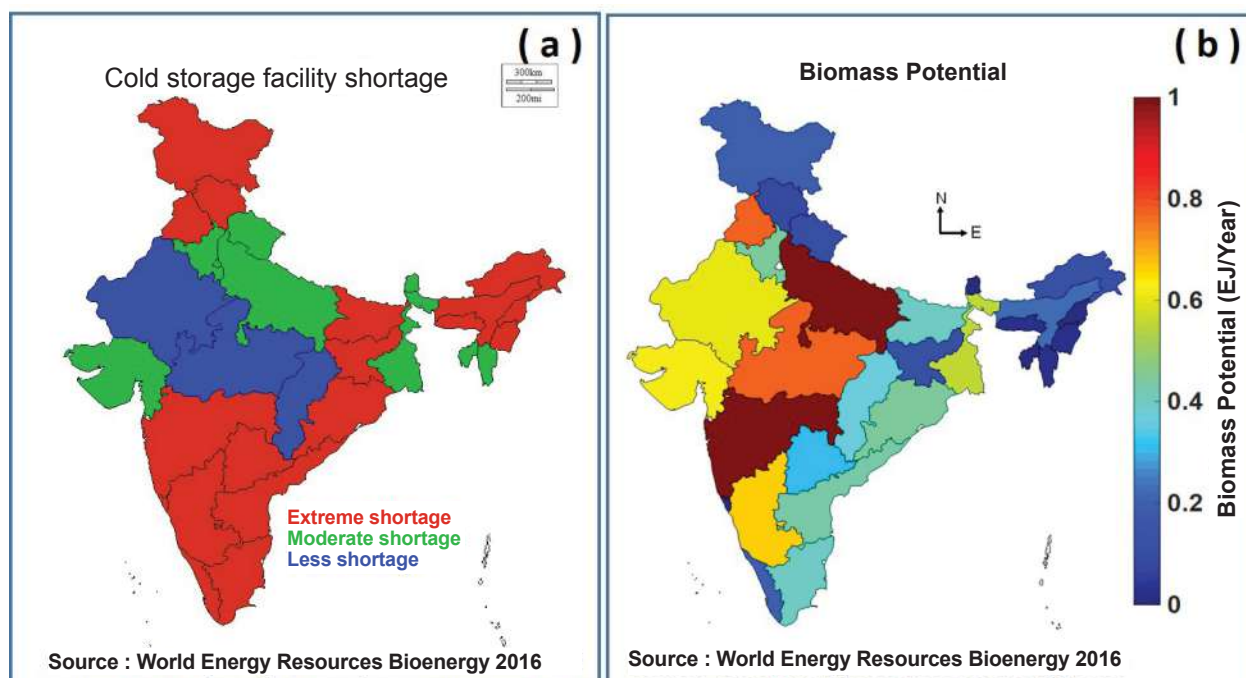 ( a )
Cold storage facility shortage
300km
200mi
Extreme shortage
Moderate shortage
Less shortage
Source : World Energy Resources Bioenergy 2016
( b )
Biomass Potential
N
E
1
0.8
0.6
0.4
0.2
0
Biomass Potential (EJ/Year)
Source : World Energy Resources Bioenergy 2016